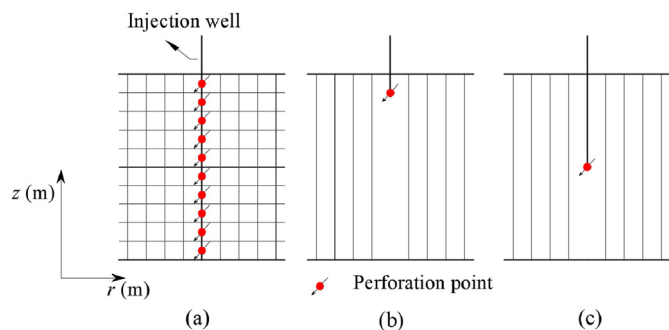 Injection well
z (m)
r (m)
Perforation point
(a)
(b)
(c)